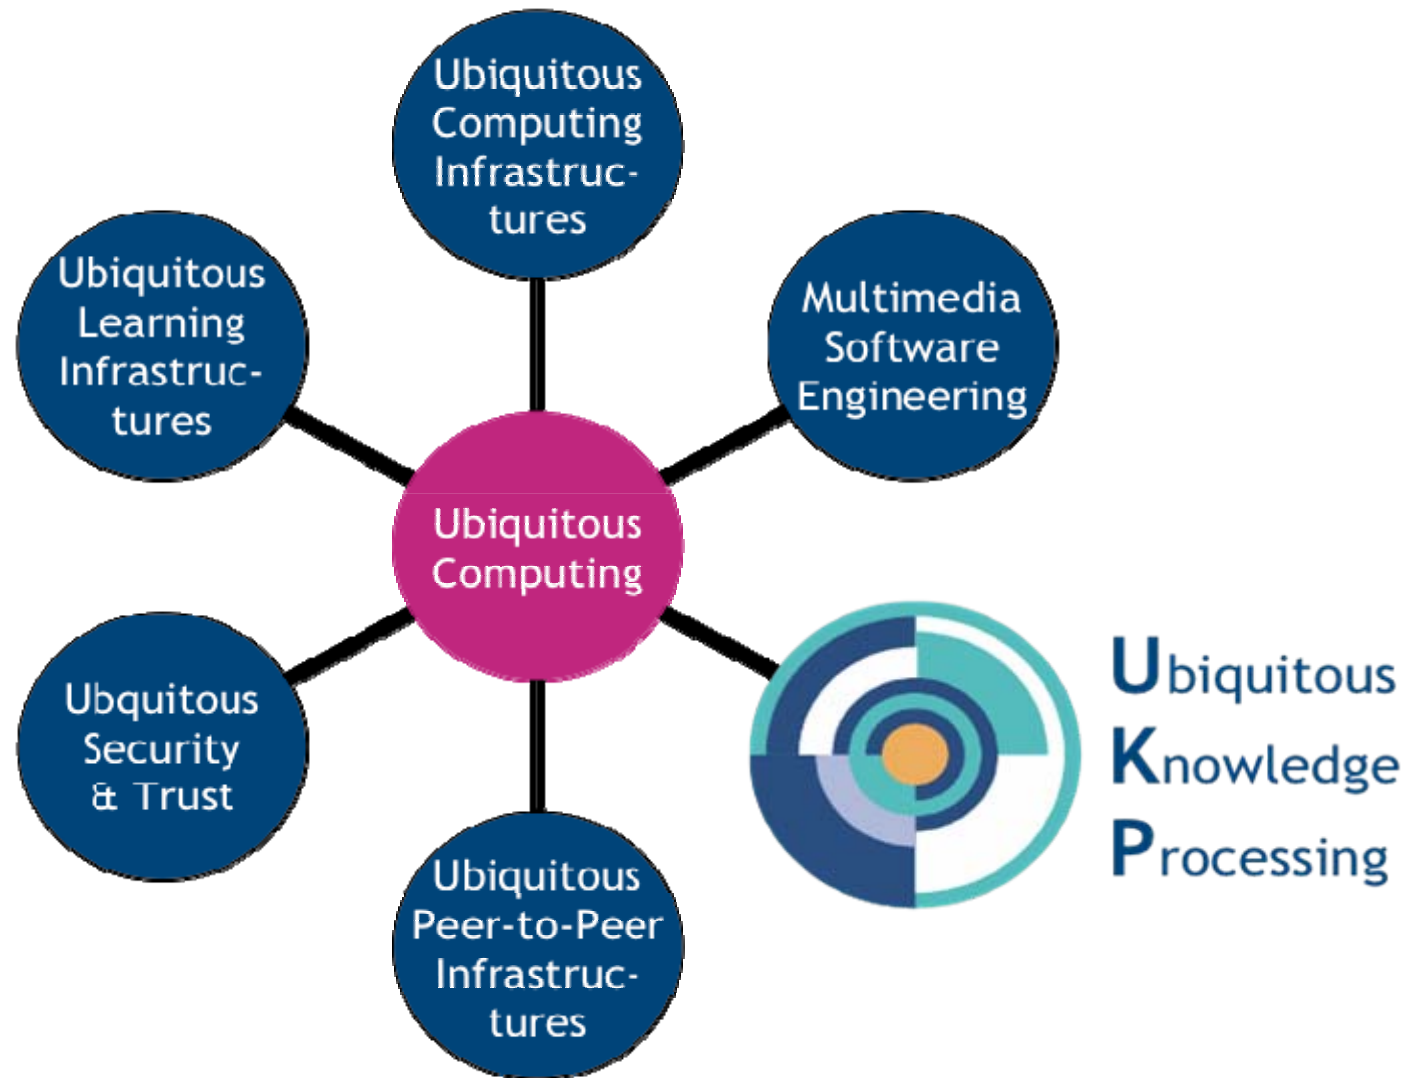 Ubiquitous
Computing
Infrastruc-
tures
Ubiquitous
Learning
Infrastruc-
tures
Multimedia
Software
Engineering
Ubiquitous
Computing
Ubquitous
Security
& Trust
Ubiquitous
Knowledge
Processing
Ubiquitous
Peer-to-Peer
Infrastruc-
tures